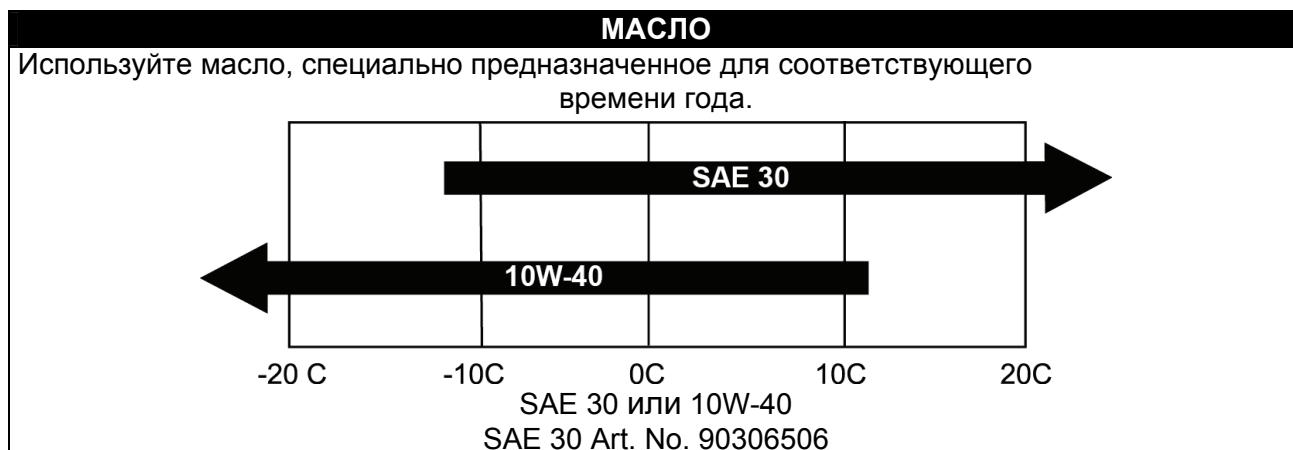 МАСЛО
Используйте масло, специально предназначенное для соответствующего
времени года.
SAE 30
10W-40
-20 C -10C 0C 10C 20C
SAE 30 или 10W-40
SAE 30 Art. No. 90306506